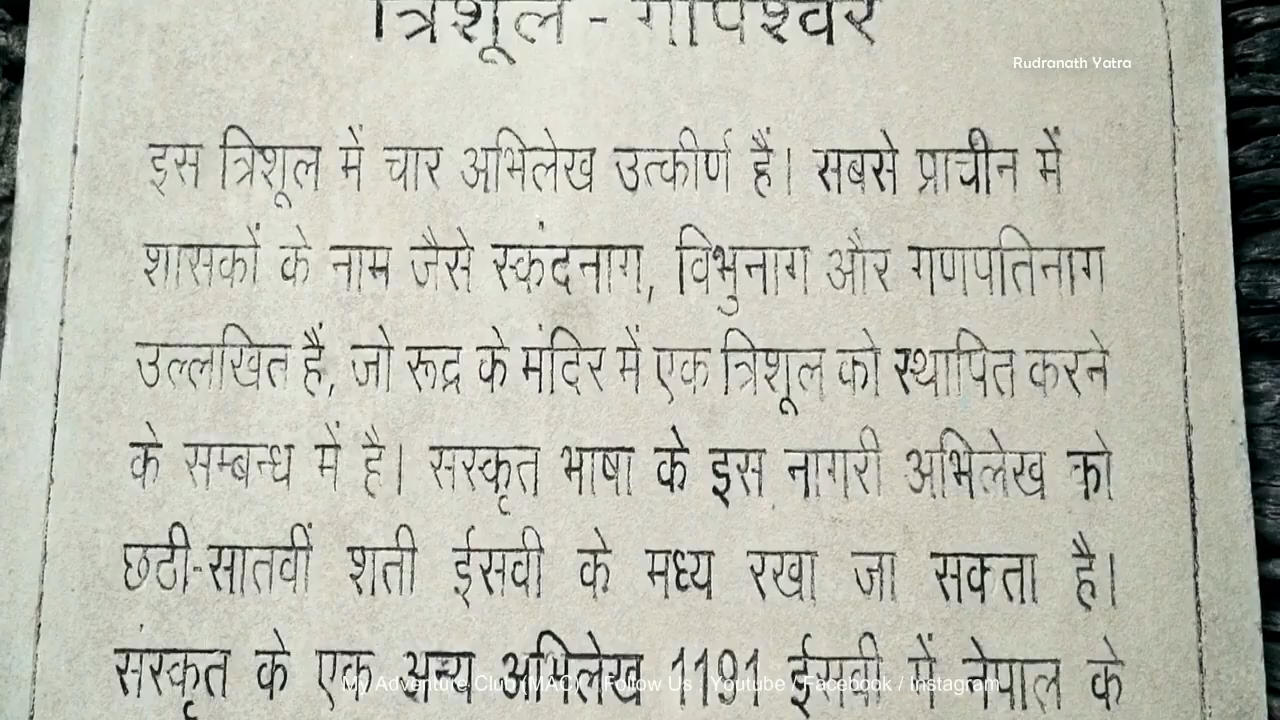 त्रिशूल - गोपेश्वर
Rudranath Yatra
इस त्रिशूल में चार अभिलेख उत्कीर्ण हैं। सबसे प्राचीन में
शासकों के नाम जैसे स्कंदनाग, विभुनाग और गणपतिनाग
उल्लखित हैं, जो रूद्र के मंदिर में एक त्रिशूल को स्थापित करने
के सम्बन्ध में है। सस्कृत भाषा के इस नागरी अभिलेख को
छठी-सातवीं शती ईसवी के मध्य रखा जा सकता है।
संस्कृत के एक अन्य अभिलेख 1191 ईसवी में नेपाल के
My Adventure Club (MAC) / Follow Us : Youtube / Facebook / Instagram